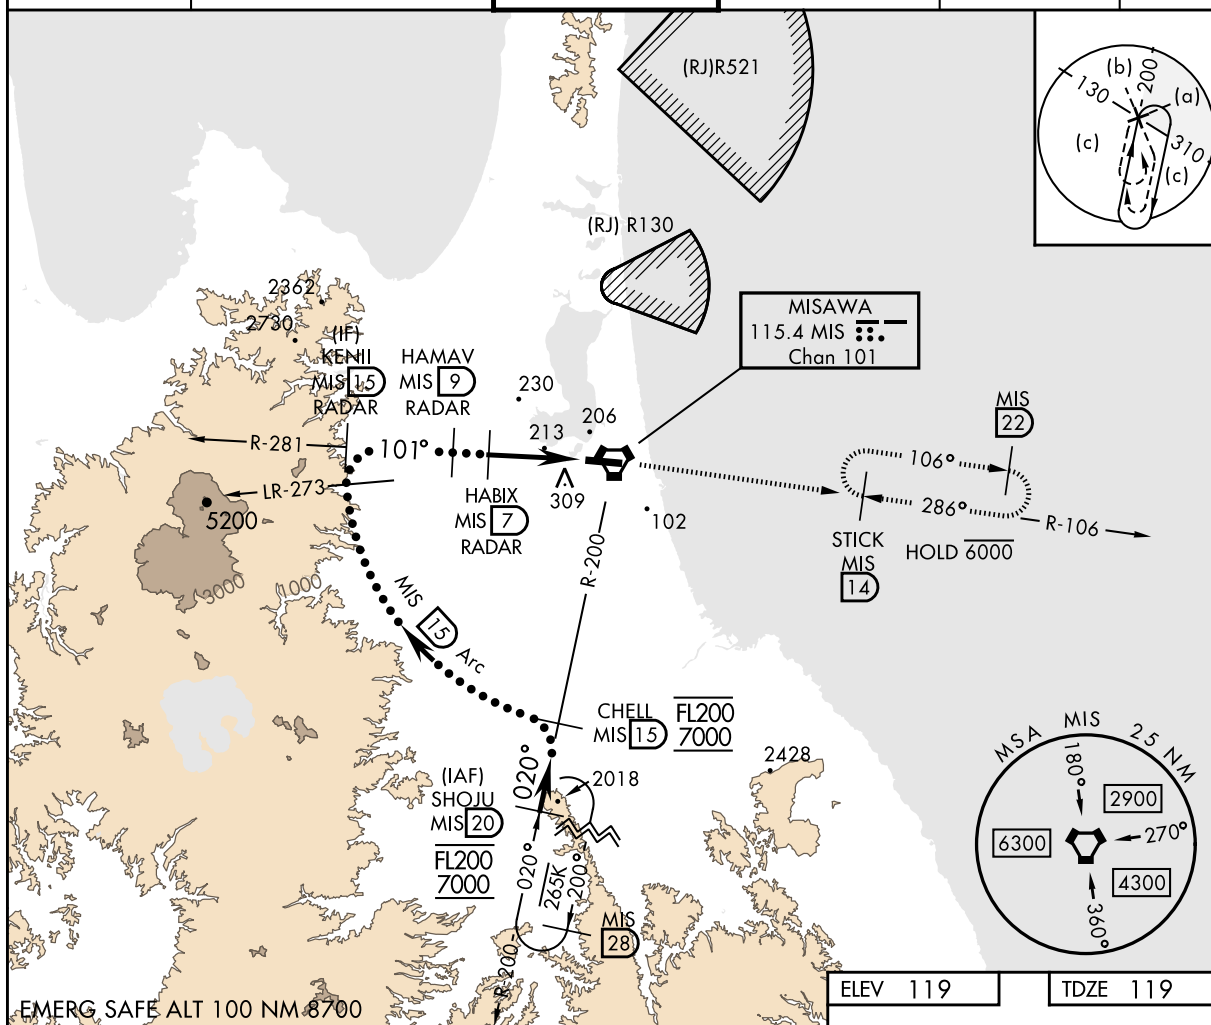 (RJ)R521
(b)
200
130
(a)
(c)
310
(c)
(RJ) R130
2362
2730
(IF)
KENII
MIS 15
RADAR
HAMAV
MIS 9
RADAR
MISAWA
115.4 MIS
Chan 101
230
206
213
309
102
R-281
101°
LR-273
5200
HABIX
MIS 7
RADAR
MIS
22
106°
286°
R-106
STICK
MIS
14
HOLD 6000
3000
1000
MIS 15 Arc
R-200
CHELL
MIS 15
FL200
7000
2428
2018
020°
(IAF)
SHOJU
MIS 20
FL200
7000
020°
265K
200°
MIS
28
R-200
MSA MIS 25 NM
180°
2900
270°
6300
4300
360°
EMERG SAFE ALT 100 NM 8700
ELEV 119
TDZE 119